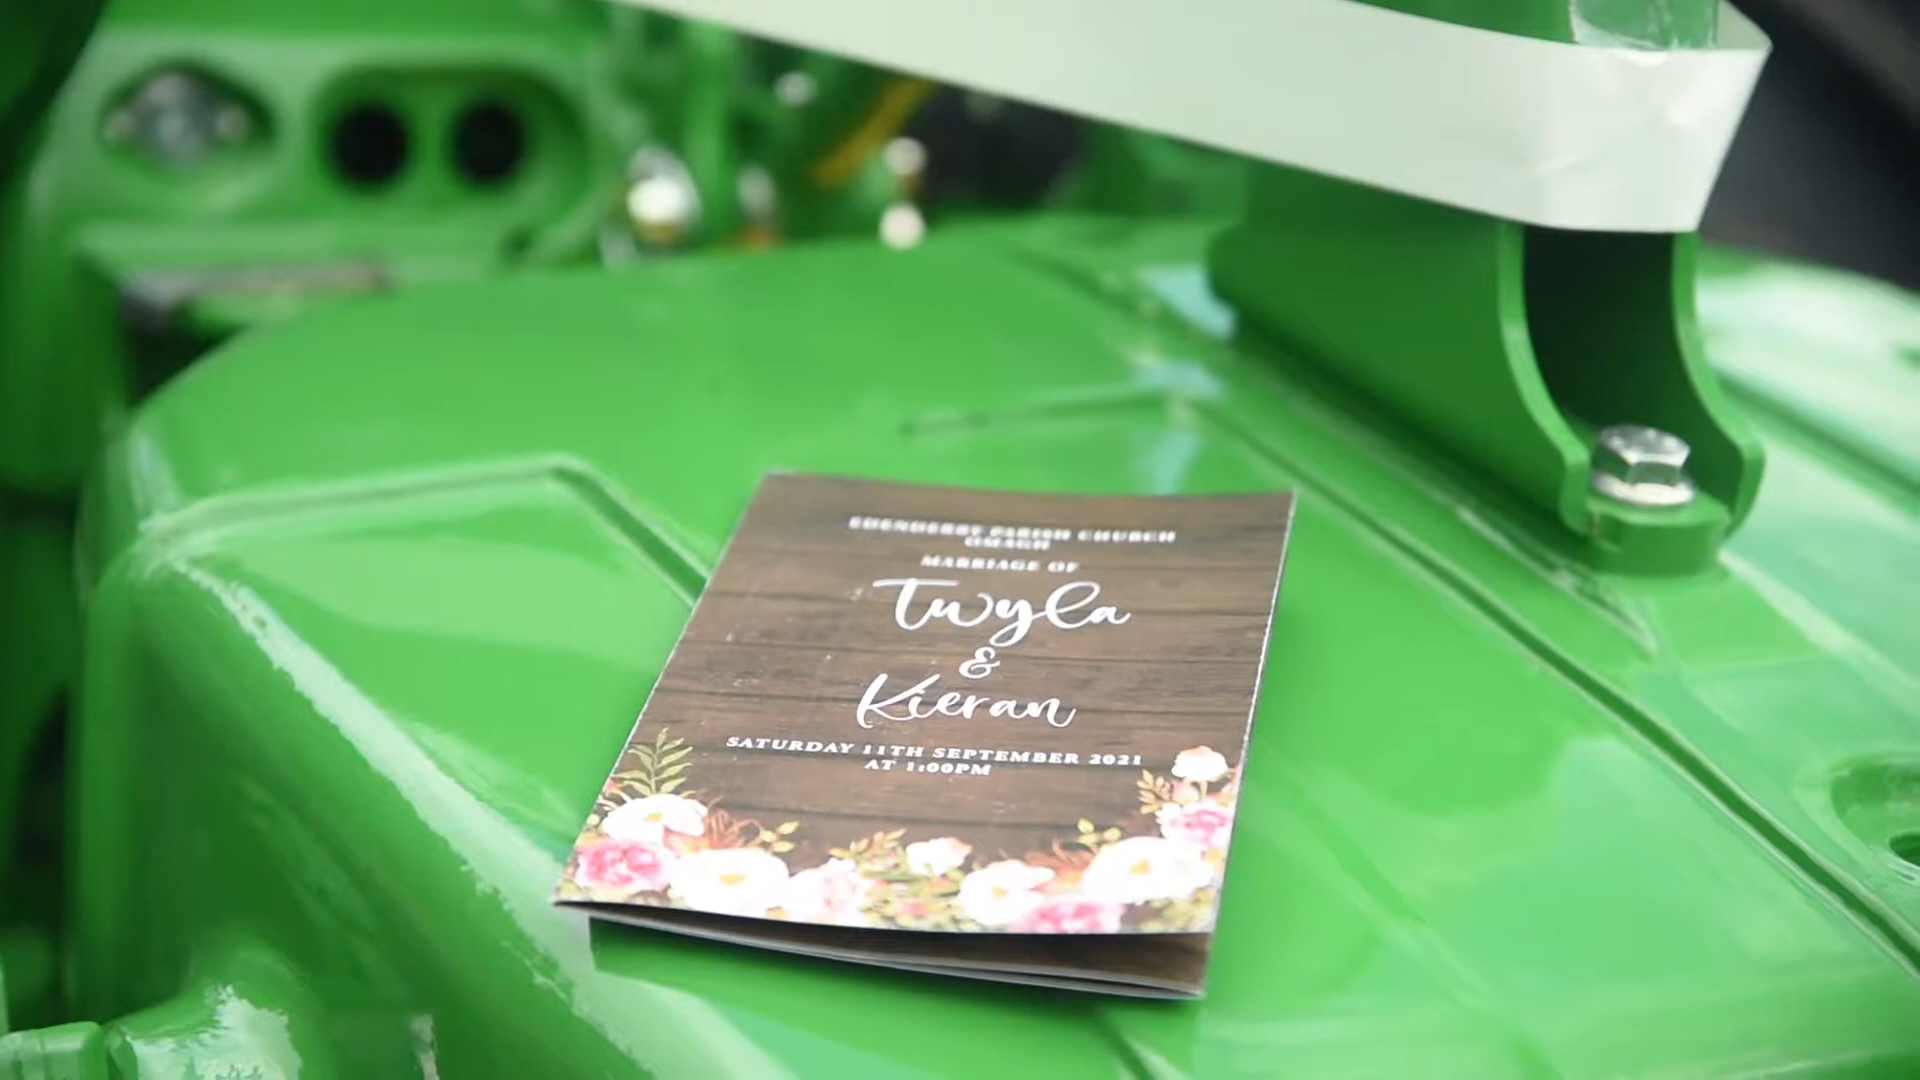 EDENDERRY PARISH CHURCH
OMAGH
MARRIAGE OF
Twyla
&
Kieran
SATURDAY 11TH SEPTEMBER 2021
AT 1:00PM